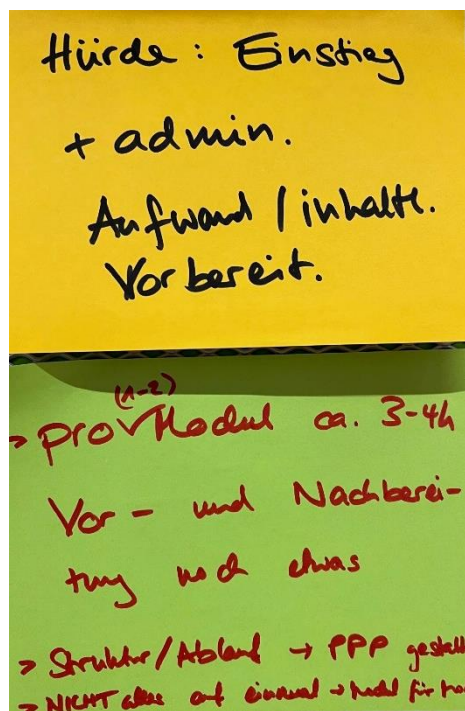 Hürde : Einstieg
+ admin.
Aufwand / inhaltl.
Vorbereit.
(1-2)
> pro Modul ca. 3-4h
Vor- und Nachberei-
tung noch etwas
> Struktur/Ablauf → PPP gestalt
> NICHT alles auf einmal → Modul für